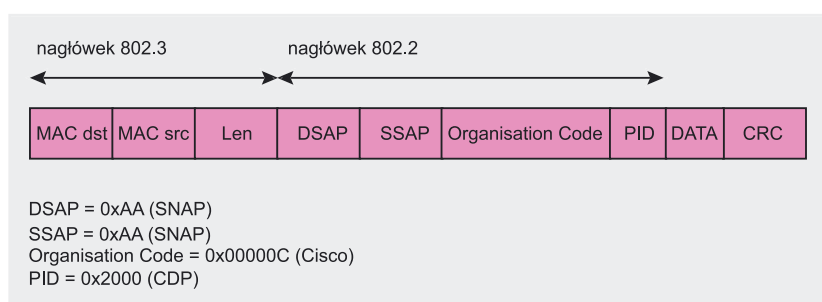 nagłówek 802.3 nagłówek 802.2
MAC dst MAC src Len DSAP SSAP Organisation Code PID DATA CRC
DSAP = 0xAA (SNAP)
SSAP = 0xAA (SNAP)
Organisation Code = 0x00000C (Cisco)
PID = 0x2000 (CDP)